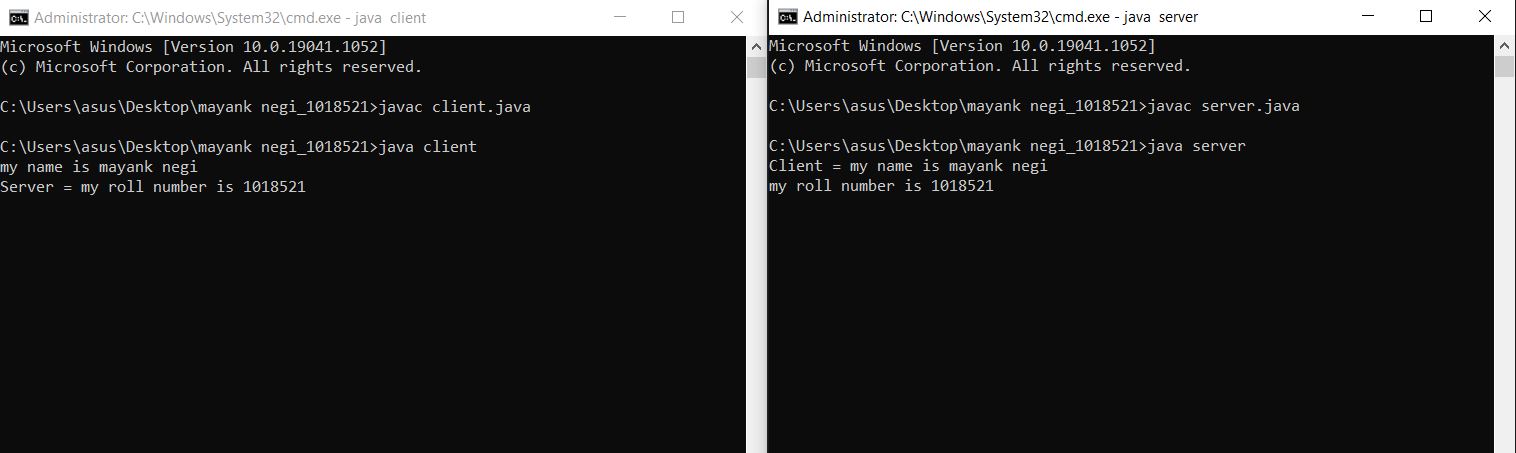 Administrator: C:\Windows\System32\cmd.exe - java  client
Microsoft Windows [Version 10.0.19041.1052]
(c) Microsoft Corporation. All rights reserved.
C:\Users\asus\Desktop\mayank negi_1018521>javac client.java
C:\Users\asus\Desktop\mayank negi_1018521>java client
my name is mayank negi
Server = my roll number is 1018521
Administrator: C:\Windows\System32\cmd.exe - java  server
Microsoft Windows [Version 10.0.19041.1052]
(c) Microsoft Corporation. All rights reserved.
C:\Users\asus\Desktop\mayank negi_1018521>javac server.java
C:\Users\asus\Desktop\mayank negi_1018521>java server
Client = my name is mayank negi
my roll number is 1018521